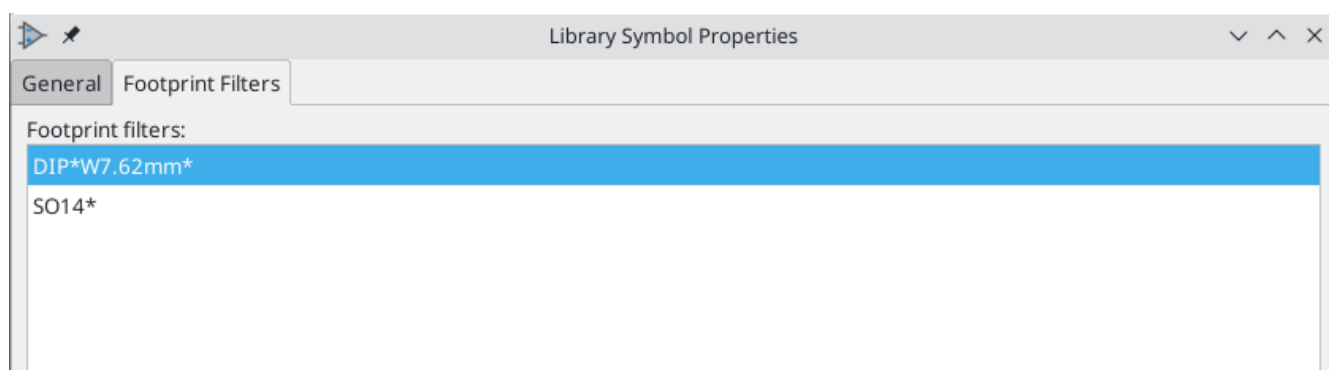 Library Symbol Properties
General Footprint Filters
Footprint filters:
DIP*W7.62mm*
SO14*